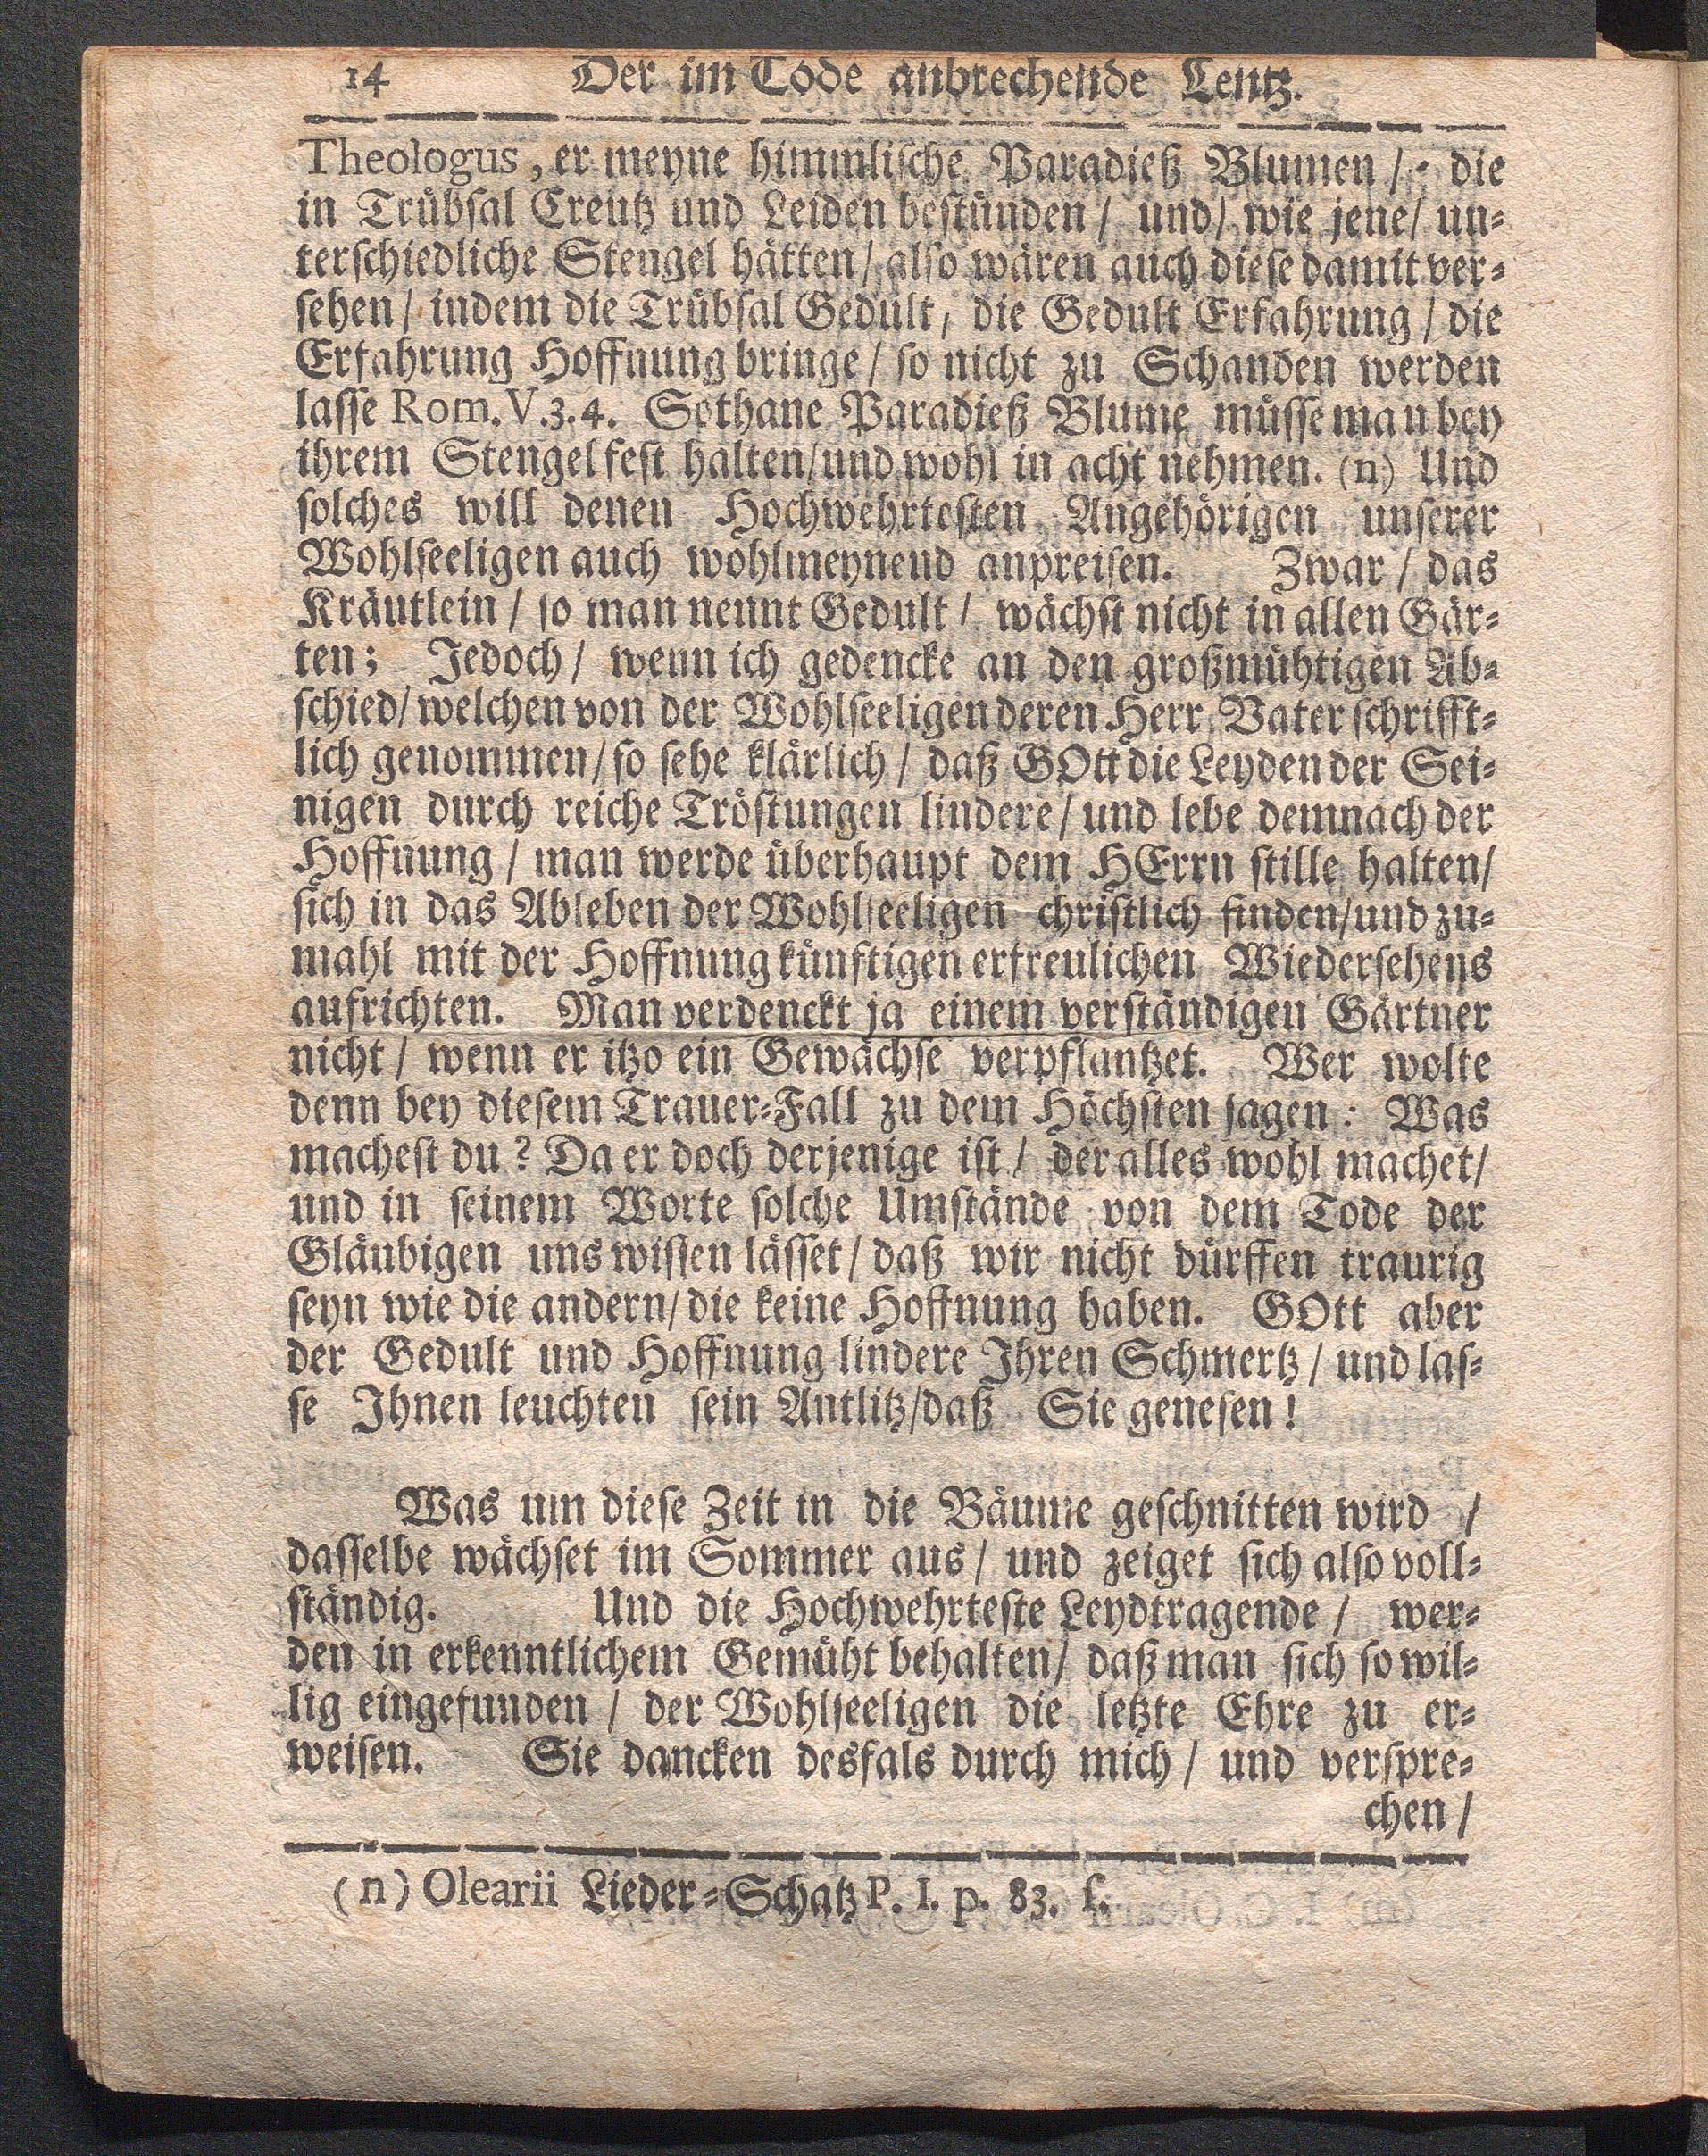 14 Der im Tode anbrechende Lentz.
Theologus, er meyne himmlische Paradieß Blumen / die
in Trübsal Creutz und Leiden bestünden / und / wie jene / un-
terschiedliche Stengel hätten / also wären auch diese damit ver-
sehen / indem die Trübsal Gedult, die Gedult Erfahrung / die
Erfahrung Hoffnung bringe / so nicht zu Schanden werden
lasse Rom. V.3.4. Sothane Paradieß Blume müsse man bey
ihrem Stengel fest halten / und wohl in acht nehmen. (n) Und
solches will denen Hochwehrtesten Angehörigen unserer
Wohlseeligen auch wohlmeynend anpreisen. Zwar / das
Kräutlein / so man nennt Gedult / wächst nicht in allen Gär-
ten; Jedoch / wenn ich gedencke an den großmühtigen Ab-
schied / welchen von der Wohlseeligen deren Herr Vater schrifft-
lich genommen / so sehe klärlich / daß GOtt die Leyden der Sei-
nigen durch reiche Tröstungen lindere / und lebe demnach der
Hoffnung / man werde überhaupt dem HErrn stille halten /
sich in das Ableben der Wohlseeligen christlich finden / und zu-
mahl mit der Hoffnung künftigen erfreulichen Wiedersehens
aufrichten. Man verdenckt ja einem verständigen Gärtner
nicht / wenn er itzo ein Gewächse verpflantzet. Wer wolte
denn bey diesem Trauer-Fall zu dem Höchsten sagen: Was
machest du? Da er doch derjenige ist / der alles wohl machet /
und in seinem Worte solche Umstände von dem Tode der
Gläubigen uns wissen lässet / daß wir nicht dürffen traurig
seyn wie die andern / die keine Hoffnung haben. GOtt aber
der Gedult und Hoffnung lindere Ihren Schmertz / und las-
se Ihnen leuchten sein Antlitz / daß Sie genesen!
Was um diese Zeit in die Bäume geschnitten wird /
dasselbe wächset im Sommer aus / und zeiget sich also voll-
ständig. Und die Hochwehrteste Leydtragende / wer-
den in erkenntlichem Gemüht behalten / daß man sich so wil-
lig eingefunden / der Wohlseeligen die letzte Ehre zu er-
weisen. Sie dancken desfals durch mich / und verspre-
chen /
(n) Olearii Lieder-Schatz P. I. p. 83. f.